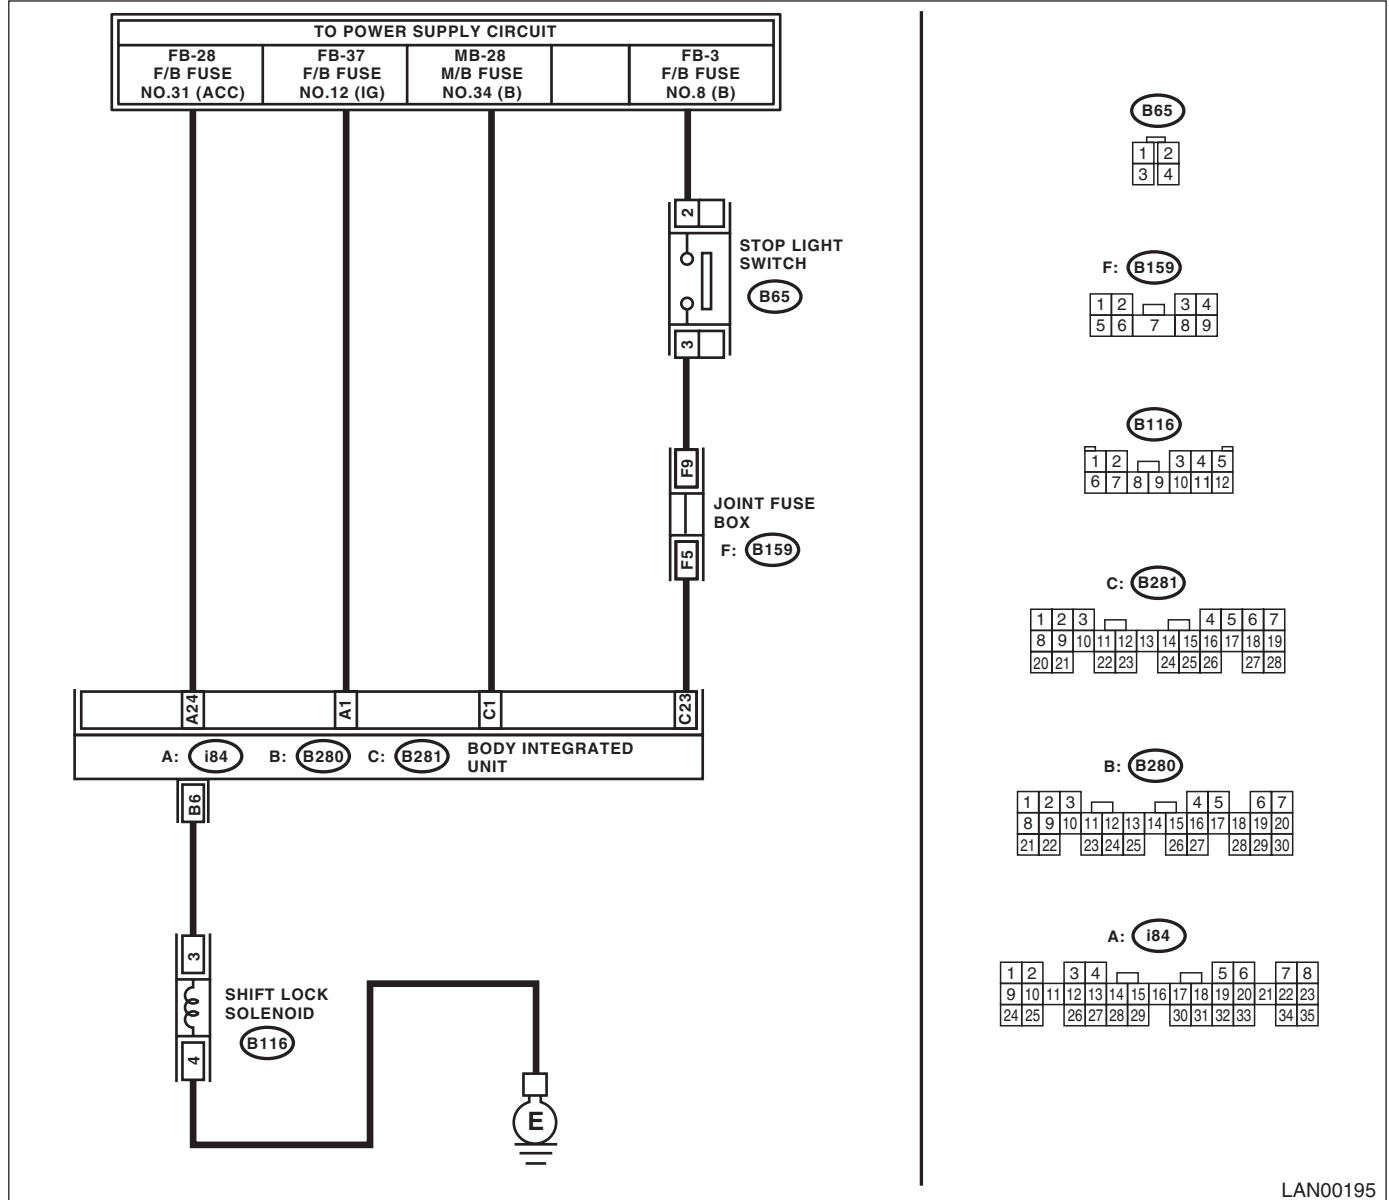 TO POWER SUPPLY CIRCUIT
FB-28
F/B FUSE
NO.31 (ACC)
FB-37
F/B FUSE
NO.12 (IG)
MB-28
M/B FUSE
NO.34 (B)
FB-3
F/B FUSE
NO.8 (B)
2
STOP LIGHT
SWITCH
B65
3
F9
JOINT FUSE
BOX
F: B159
F5
A24
A1
C1
C23
A: i84 B: B280 C: B281 BODY INTEGRATED
UNIT
B6
3
SHIFT LOCK
SOLENOID
B116
4
E
B65
1 2
3 4
F: B159
1 2 3 4
5 6 7 8 9
B116
1 2 3 4 5
6 7 8 9 10 11 12
C: B281
1 2 3 4 5 6 7
8 9 10 11 12 13 14 15 16 17 18 19
20 21 22 23 24 25 26 27 28
B: B280
1 2 3 4 5 6 7
8 9 10 11 12 13 14 15 16 17 18 19 20
21 22 23 24 25 26 27 28 29 30
A: i84
1 2 3 4 5 6 7 8
9 10 11 12 13 14 15 16 17 18 19 20 21 22 23
24 25 26 27 28 29 30 31 32 33 34 35
LAN00195